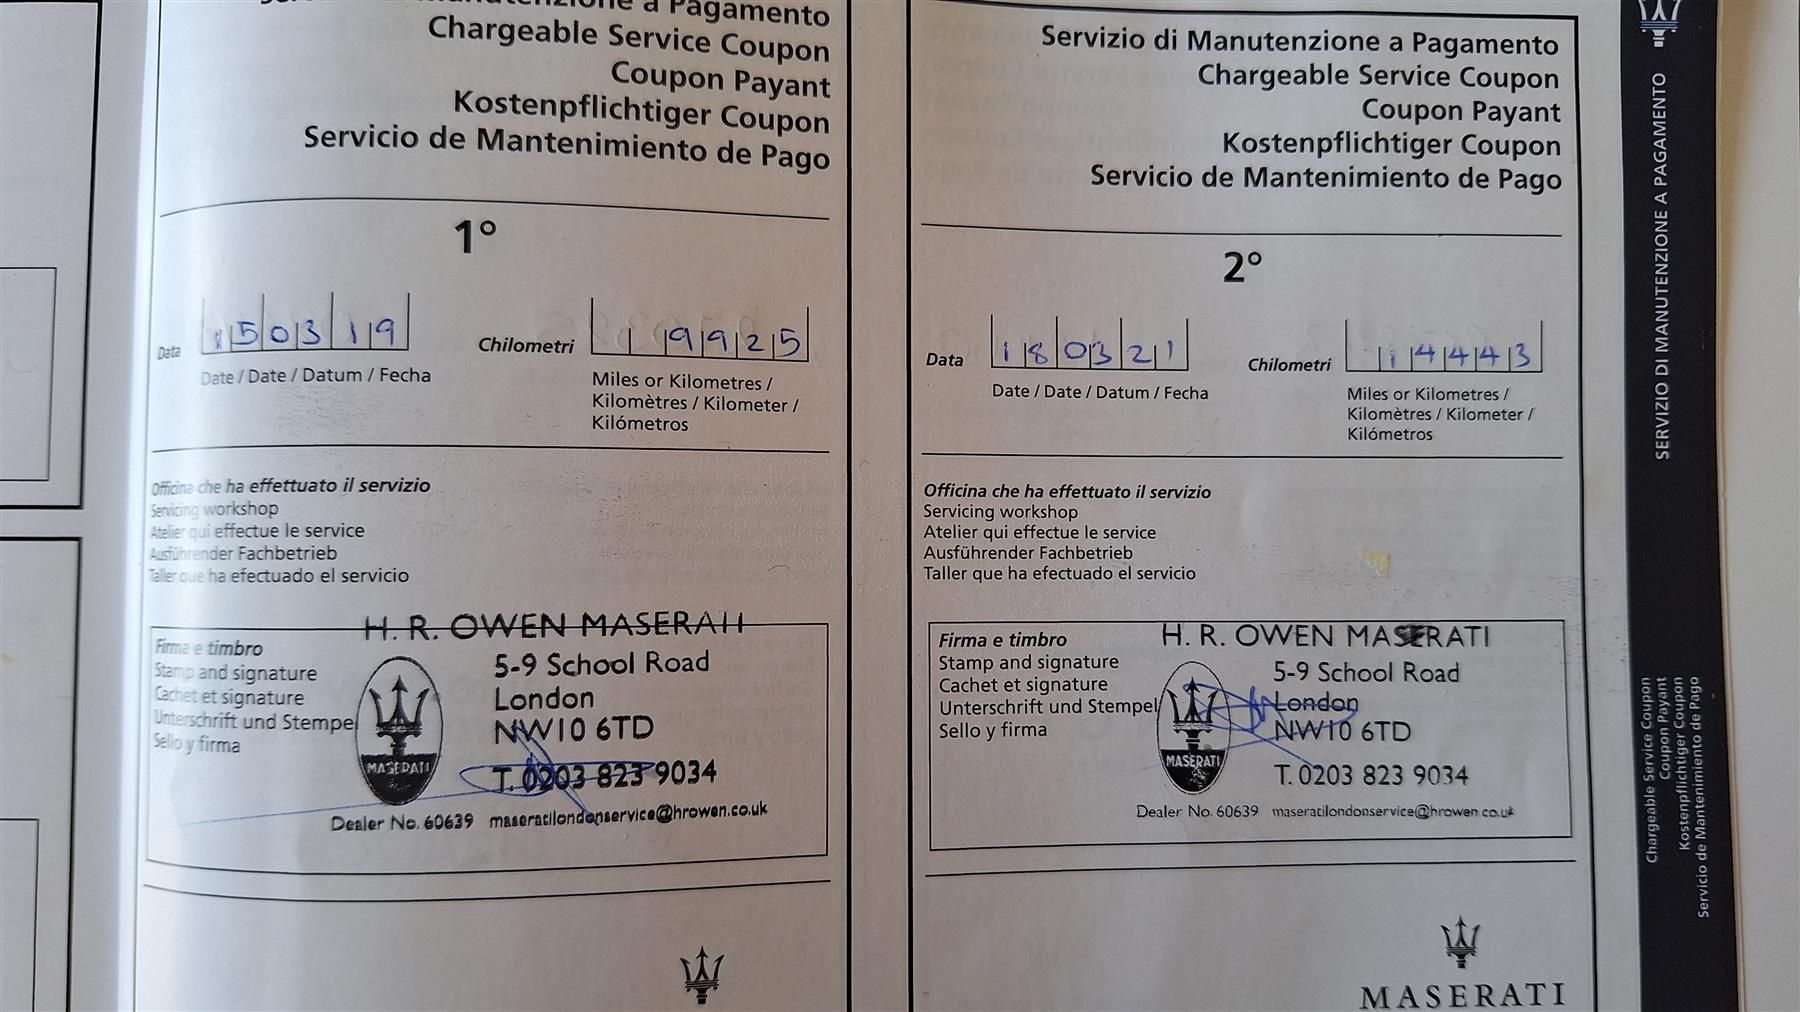 a Pagamento
Chargeable Service Coupon
Coupon Payant
Kostenpflichtiger Coupon
Servicio de Mantenimiento de Pago
1°
Data 150319
Date / Date / Datum / Fecha
Chilometri 9925
Miles or Kilometres /
Kilomètres / Kilometer /
Kilómetros
Officina che ha effettuato il servizio
Servicing workshop
Atelier qui effectue le service
Ausführender Fachbetrieb
Taller que ha efectuado el servicio
Firma e timbro
Stamp and signature
Cachet et signature
Unterschrift und Stempel
Sello y firma
H. R. OWEN MASERATI
5-9 School Road
London
NW10 6TD
T. 0203 823 9034
MASERATI
Dealer No. 60639 maseratilondonservice@hrowen.co.uk
Servizio di Manutenzione a Pagamento
Chargeable Service Coupon
Coupon Payant
Kostenpflichtiger Coupon
Servicio de Mantenimiento de Pago
2°
Data 180321
Date / Date / Datum / Fecha
Chilometri 14443
Miles or Kilometres /
Kilomètres / Kilometer /
Kilómetros
Officina che ha effettuato il servizio
Servicing workshop
Atelier qui effectue le service
Ausführender Fachbetrieb
Taller que ha efectuado el servicio
Firma e timbro
Stamp and signature
Cachet et signature
Unterschrift und Stempel
Sello y firma
H. R. OWEN MASERATI
5-9 School Road
London
NW10 6TD
T. 0203 823 9034
MASERATI
Dealer No. 60639 maseratilondonservice@hrowen.co.uk
MASERATI
SERVIZIO DI MANUTENZIONE A PAGAMENTO
Chargeable Service Coupon
Coupon Payant
Kostenpflichtiger Coupon
Servicio de Mantenimiento de Pago